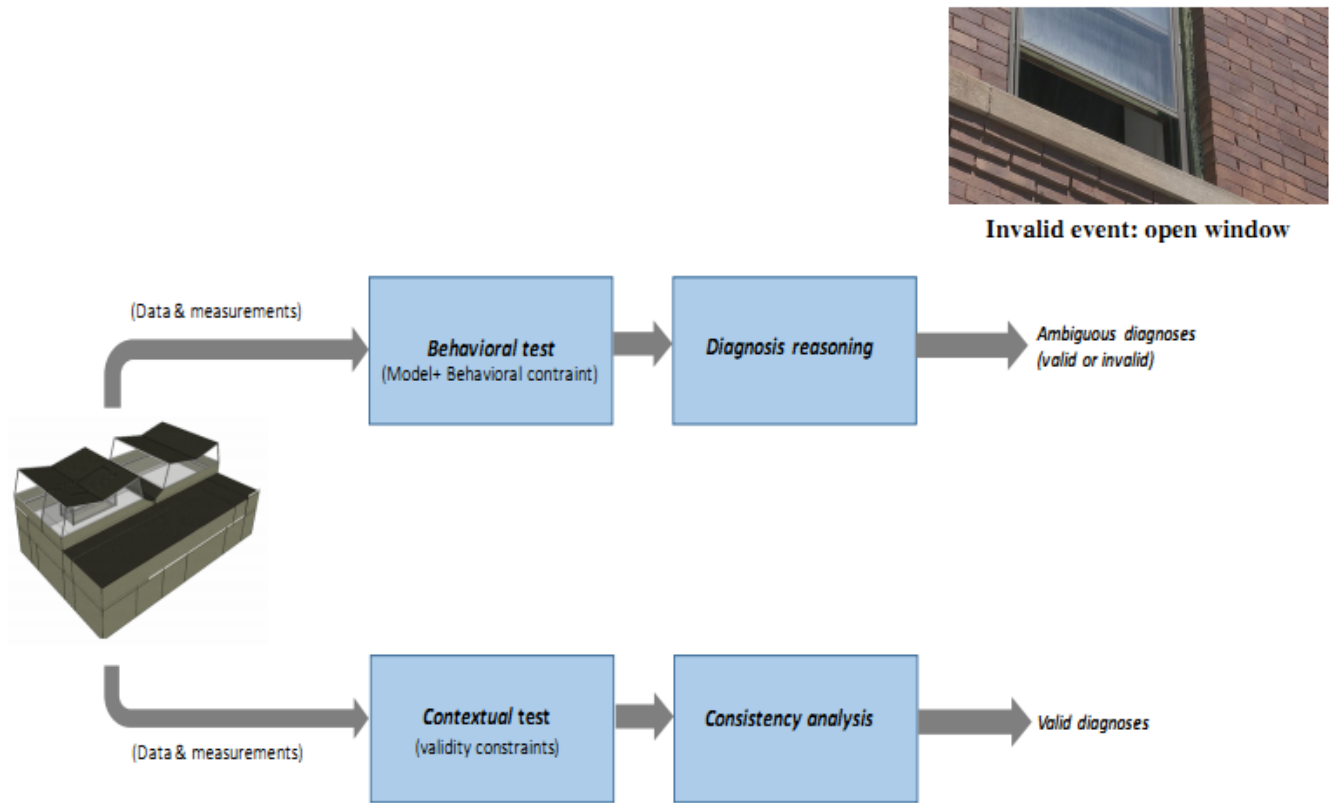 Invalid event: open window
(Data & measurements)
Behavioral test
(Model+ Behavioral contraint)
Diagnosis reasoning
Ambiguous diagnoses
(valid or invalid)
Contextual test
(validity constraints)
Consistency analysis
Valid diagnoses
(Data & measurements)